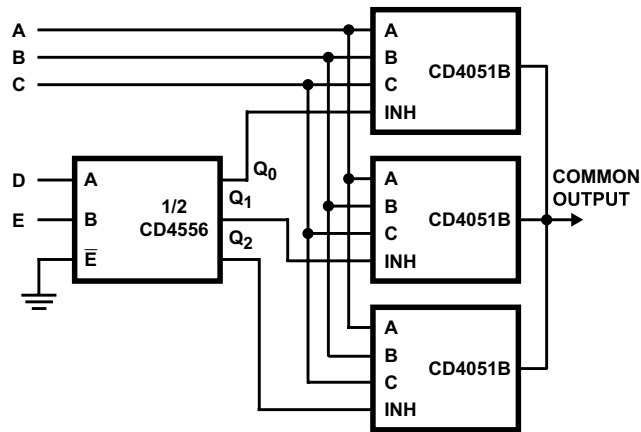 A
B
C
A
B
C
INH
CD4051B
D
E
A
B
E̅
1/2
CD4556
Q0
Q1
Q2
A
B
C
INH
CD4051B
COMMON
OUTPUT
A
B
C
INH
CD4051B